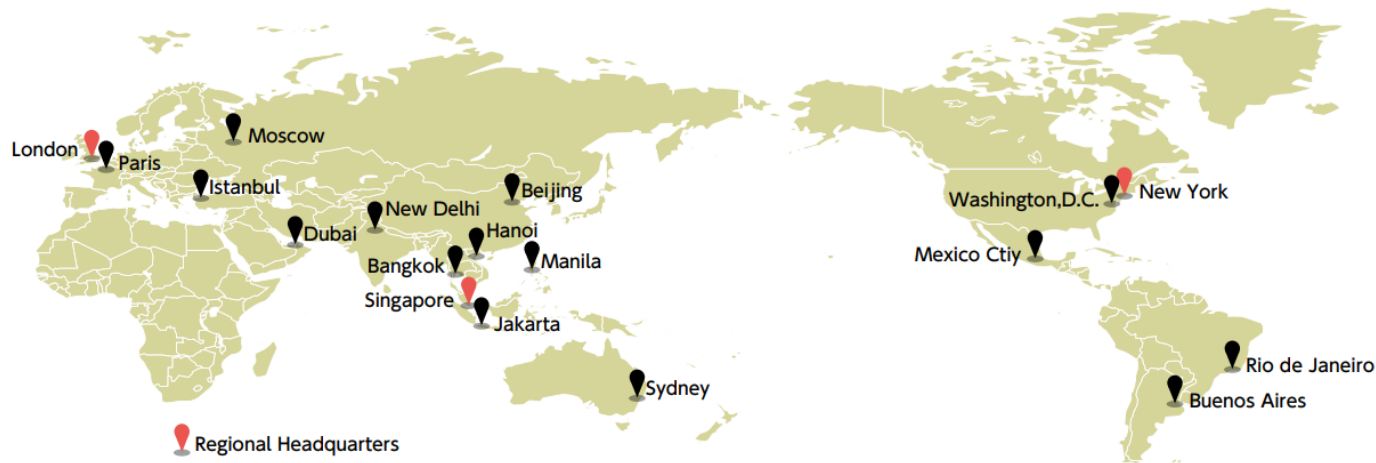 London
Paris
Moscow
Istanbul
Dubai
New Delhi
Beijing
Hanoi
Bangkok
Manila
Singapore
Jakarta
Sydney
Regional Headquarters
Washington,D.C.
New York
Mexico Ctiy
Rio de Janeiro
Buenos Aires